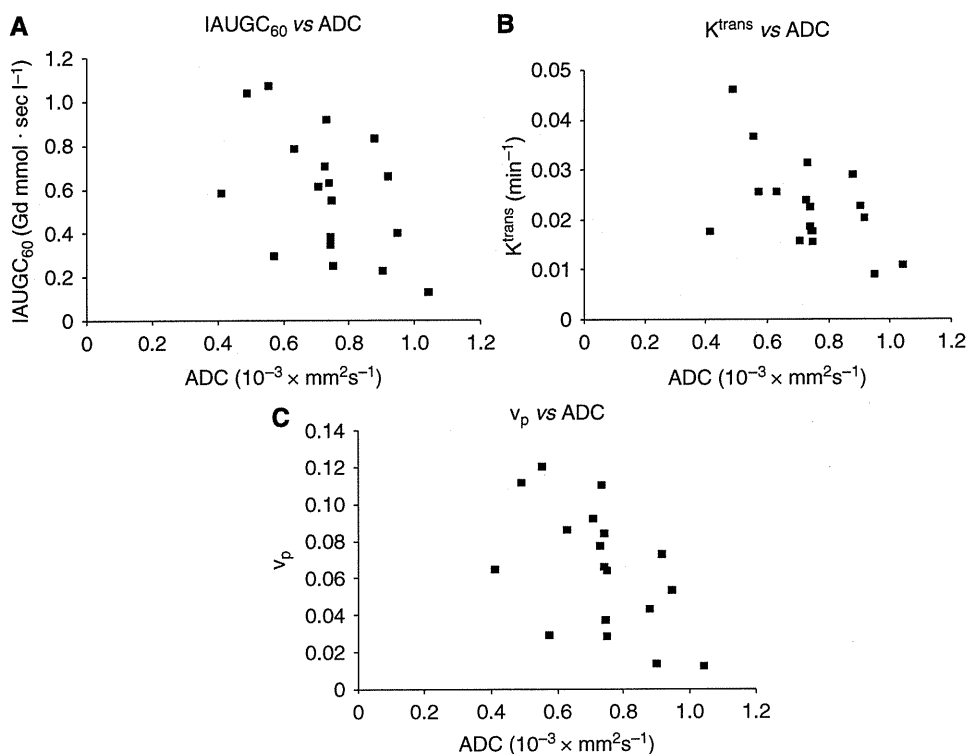 A
IAUGC₆₀ vs ADC
IAUGC₆₀ (Gd mmol · sec l⁻¹)
1.2
1.0
0.8
0.6
0.4
0.2
0
0 0.2 0.4 0.6 0.8 1.0 1.2
ADC (10⁻³ × mm²s⁻¹)
B
Kᵗʳᵃⁿˢ vs ADC
Kᵗʳᵃⁿˢ (min⁻¹)
0.05
0.04
0.03
0.02
0.01
0
0 0.2 0.4 0.6 0.8 1.0 1.2
ADC (10⁻³ × mm²s⁻¹)
C
vₚ vs ADC
vₚ
0.14
0.12
0.10
0.08
0.06
0.04
0.02
0
0 0.2 0.4 0.6 0.8 1.0 1.2
ADC (10⁻³ × mm²s⁻¹)